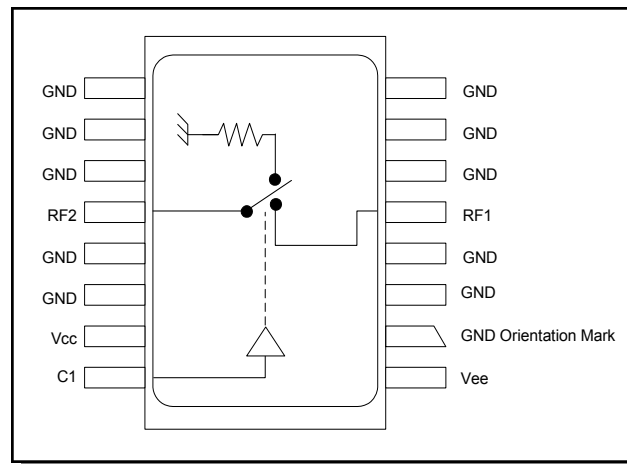 GND GND
GND GND
GND GND
RF2 RF1
GND GND
GND GND
Vcc GND Orientation Mark
C1 Vee